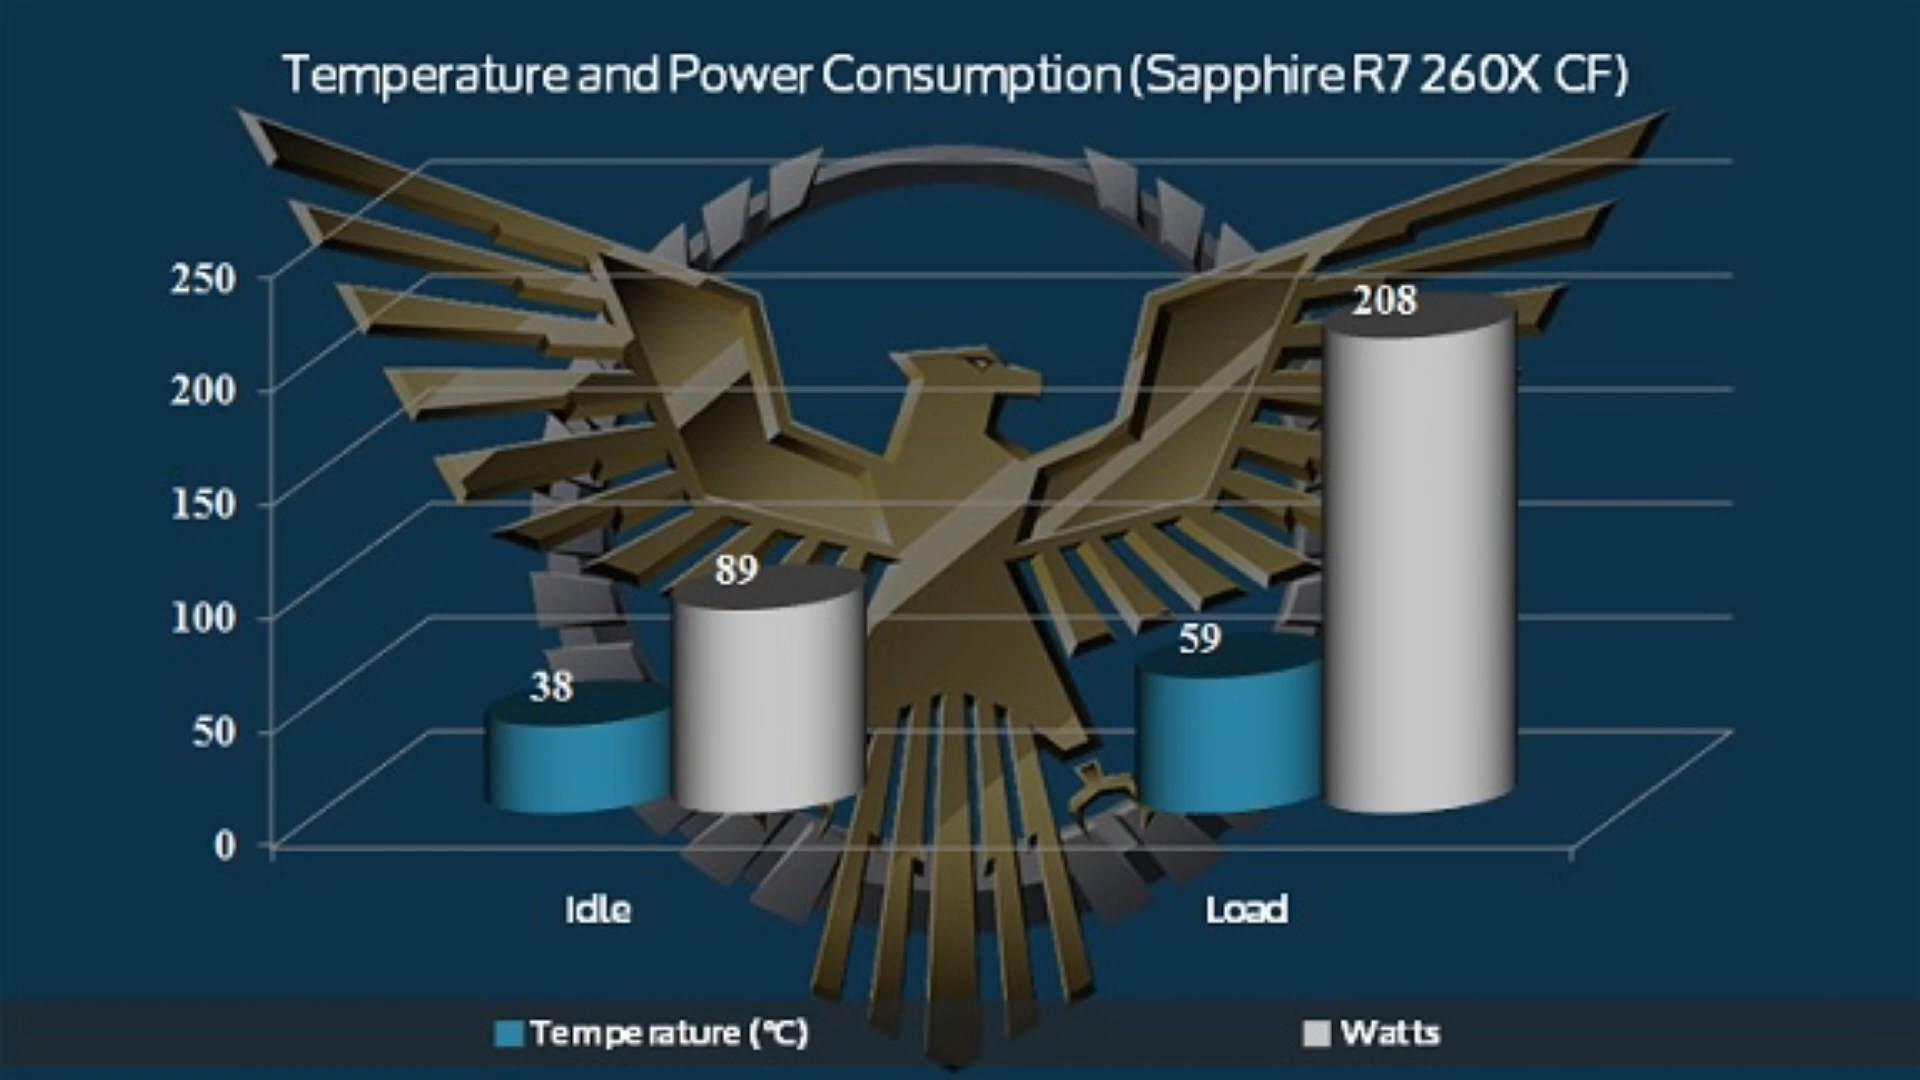 Temperature and Power Consumption (Sapphire R7 260X CF)
250
200
150
100
50
0
38
89
59
208
Idle
Load
Temperature (°C)
Watts